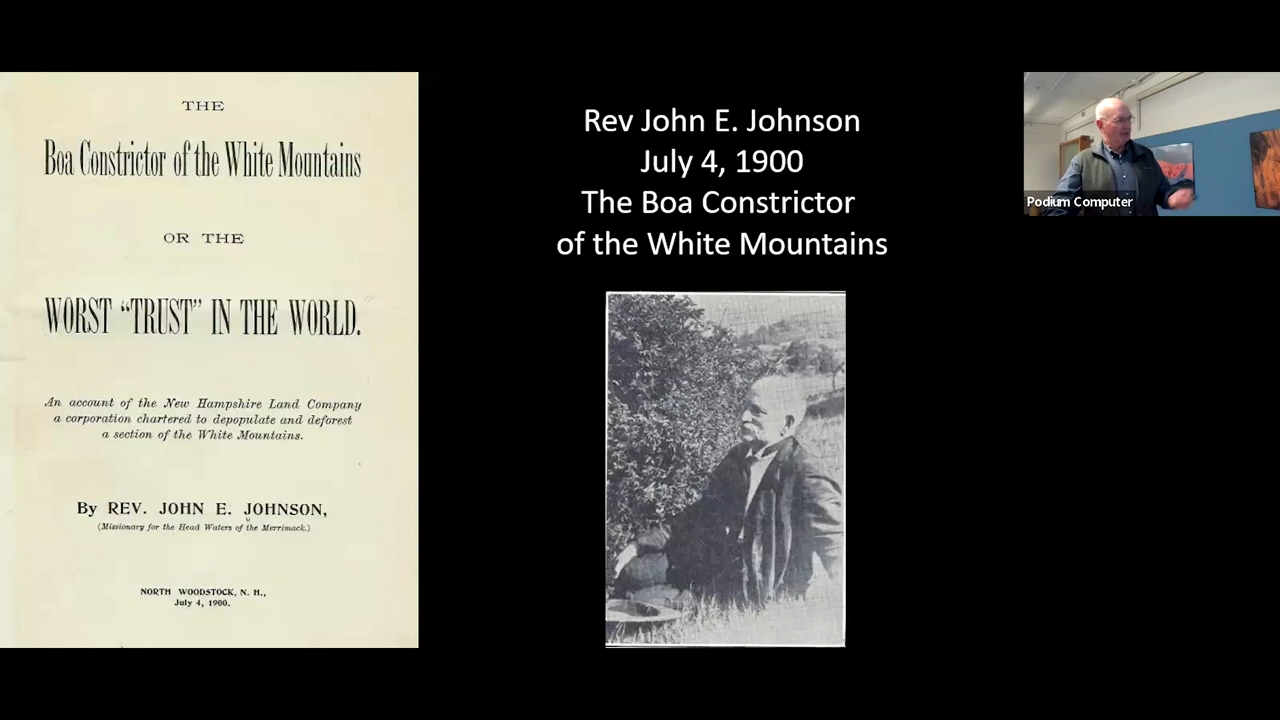 THE
Boa Constrictor of the White Mountains
OR THE
WORST “TRUST” IN THE WORLD.
An account of the New Hampshire Land Company
a corporation chartered to depopulate and deforest
a section of the White Mountains.
By REV. JOHN E. JOHNSON,
(Missionary for the Head Waters of the Merrimack.)
NORTH WOODSTOCK, N. H.,
July 4, 1900.
Rev John E. Johnson
July 4, 1900
The Boa Constrictor
of the White Mountains
Podium Computer